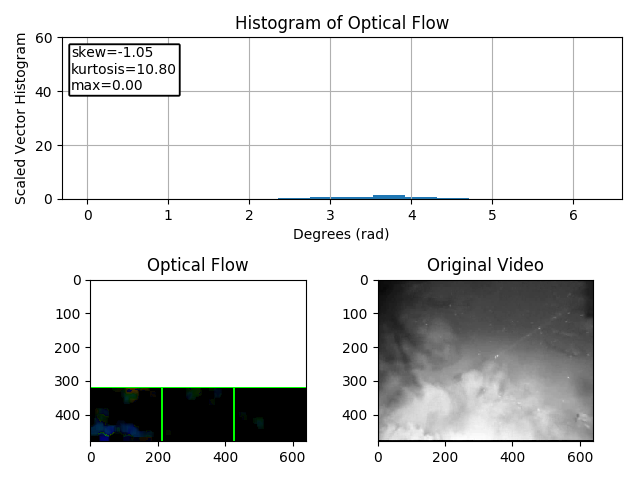 Histogram of Optical Flow
Scaled Vector Histogram
60
40
20
0
skew=-1.05
kurtosis=10.80
max=0.00
0 1 2 3 4 5 6
Degrees (rad)
Optical Flow
0
100
200
300
400
0 200 400 600
Original Video
0
100
200
300
400
0 200 400 600